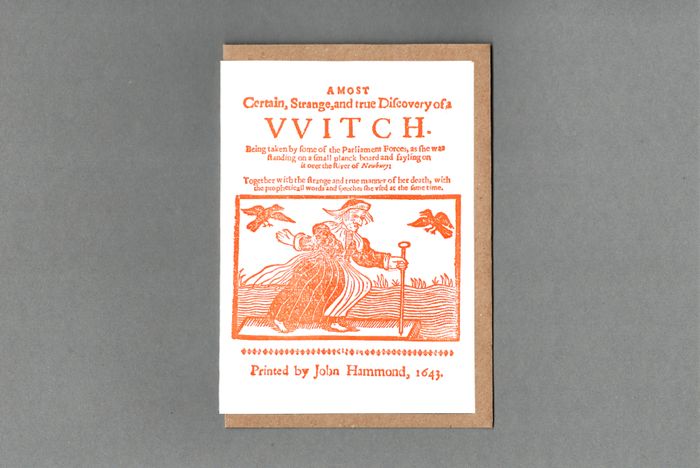 A MOST
Certain, Strange, and true Diſcovery of a
VVITCH.
Being taken by ſome of the Parliament Forces, as ſhe was
ſtanding on a ſmall planck board and ſayling on
it over the River of Newbury:
Together with the ſtrange and true manner of her death, with
the propheticall words and ſpeeches ſhe vſed at the ſame time.
Printed by John Hammond, 1643.